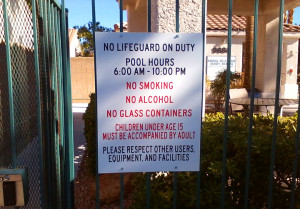 NO LIFEGUARD ON DUTY
POOL HOURS
6:00 AM - 10:00 PM
NO SMOKING
NO ALCOHOL
NO GLASS CONTAINERS
CHILDREN UNDER AGE 15
MUST BE ACCOMPANIED BY ADULT
PLEASE RESPECT OTHER USERS,
EQUIPMENT, AND FACILITIES